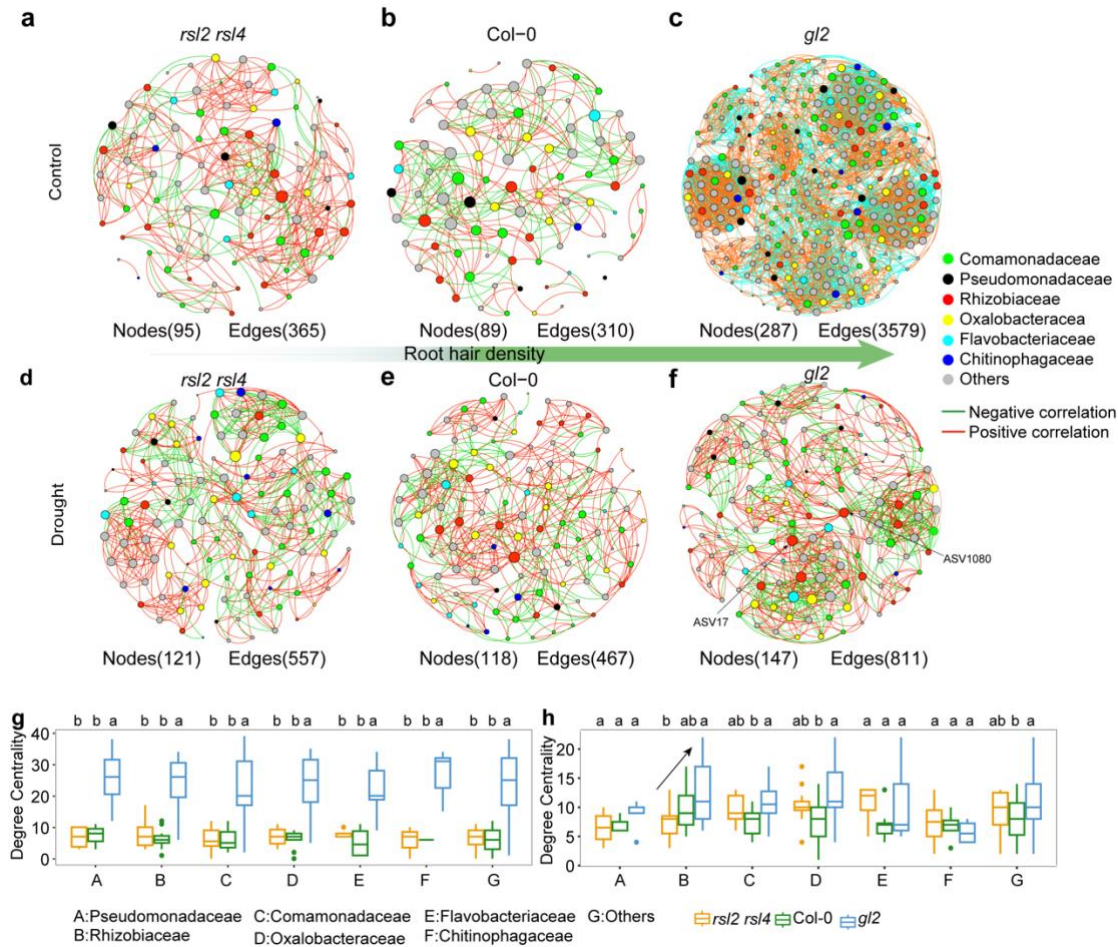 a
b
c
rsl2 rsl4
Col-0
gl2
Control
Nodes(95) Edges(365)
Nodes(89) Edges(310)
Nodes(287) Edges(3579)
Root hair density
Comamonadaceae
Pseudomonadaceae
Rhizobiaceae
Oxalobacteracea
Flavobacteriaceae
Chitinophagaceae
Others
Negative correlation
Positive correlation
d
e
f
rsl2 rsl4
Col-0
gl2
Drought
ASV1080
ASV17
Nodes(121) Edges(557)
Nodes(118) Edges(467)
Nodes(147) Edges(811)
g
b b a b b a b b a b b a b b a b b a b b a
Degree Centrality
40
30
20
10
0
A B C D E F G
h
a a a b ab a ab b a ab b a a a a a a a ab b a
Degree Centrality
20
15
10
5
0
A B C D E F G
A:Pseudomonadaceae C:Comamonadaceae E:Flavobacteriaceae G:Others
B:Rhizobiaceae D:Oxalobacteraceae F:Chitinophagaceae
rsl2 rsl4 Col-0 gl2